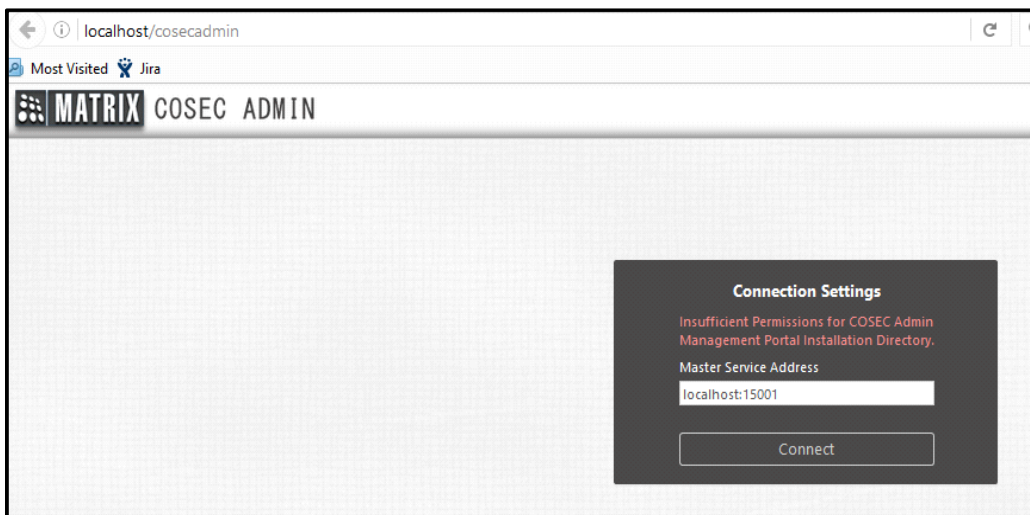 localhost/cosecadmin
Most Visited Jira
MATRIX COSEC ADMIN
Connection Settings
Insufficient Permissions for COSEC Admin
Management Portal Installation Directory.
Master Service Address
localhost:15001
Connect